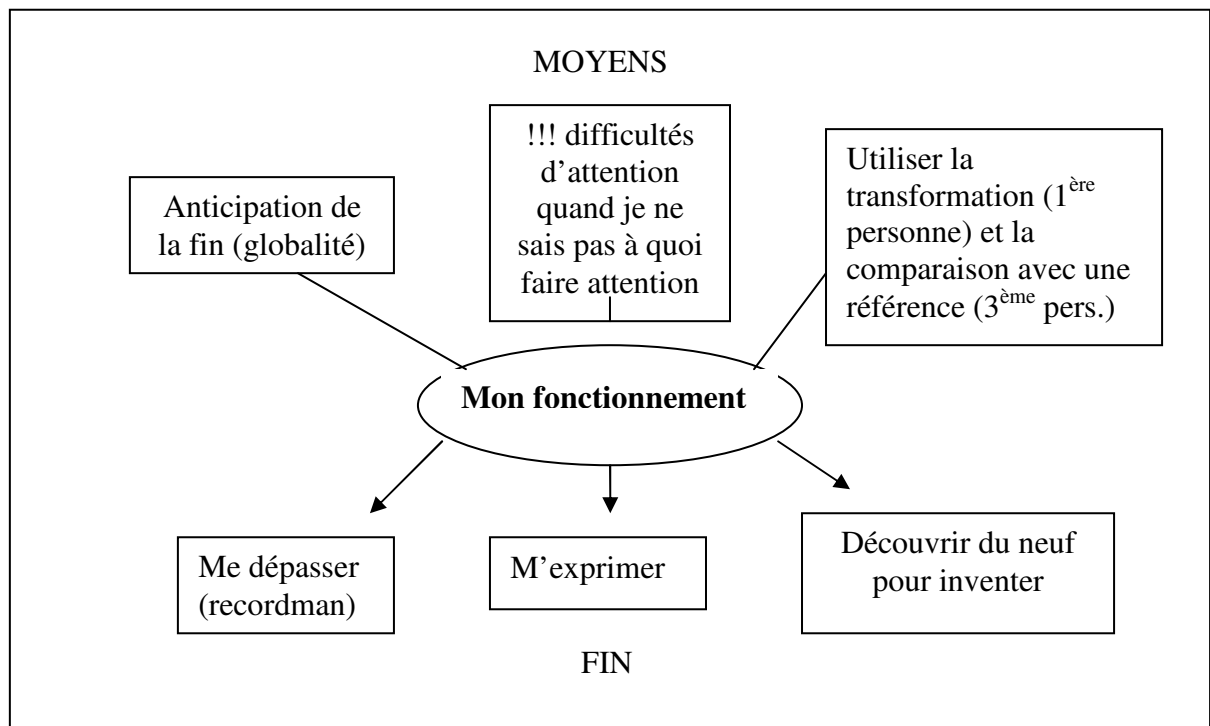 MOYENS
Anticipation de
la fin (globalité)
!!! difficultés
d’attention
quand je ne
sais pas à quoi
faire attention
Utiliser la
transformation (1ère
personne) et la
comparaison avec une
référence (3ème pers.)
Mon fonctionnement
Me dépasser
(recordman)
M’exprimer
Découvrir du neuf
pour inventer
FIN